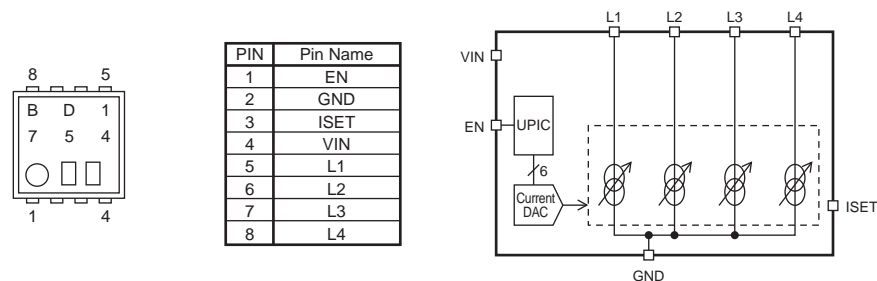 8 5
B D 1
7 5 4
1 4
PIN Pin Name
1 EN
2 GND
3 ISET
4 VIN
5 L1
6 L2
7 L3
8 L4
L1 L2 L3 L4
VIN
EN
UPIC
6
Current
DAC
ISET
GND